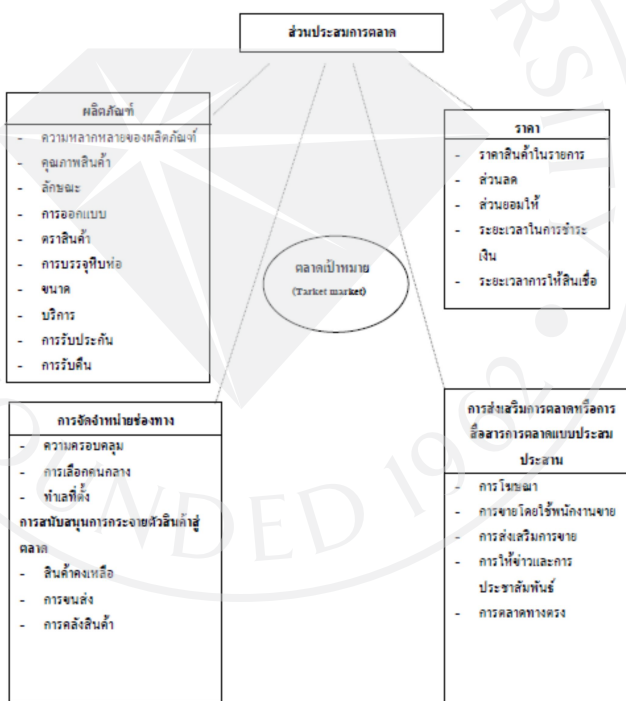 ส่วนประสมการตลาด
ผลิตภัณฑ์
- ความหลากหลายของผลิตภัณฑ์
- คุณภาพสินค้า
- ลักษณะ
- การออกแบบ
- ตราสินค้า
- การบรรจุหีบห่อ
- ขนาด
- บริการ
- การรับประกัน
- การรับคืน
ราคา
- ราคาสินค้าในรายการ
- ส่วนลด
- ส่วนยอมให้
- ระยะเวลาในการชำระ
เงิน
- ระยะเวลาการให้สินเชื่อ
ตลาดเป้าหมาย
(Tarket market)
การจัดจำหน่ายช่องทาง
- ความครอบคลุม
- การเลือกคนกลาง
- ทำเลที่ตั้ง
การสนับสนุนการกระจายตัวสินค้าสู่
ตลาด
- สินค้าคงเหลือ
- การขนส่ง
- การคลังสินค้า
การส่งเสริมการตลาดหรือการ
สื่อสารการตลาดแบบประสม
ประสาน
- การโฆษณา
- การขายโดยใช้พนักงานขาย
- การส่งเสริมการขาย
- การให้ข่าวและการ
ประชาสัมพันธ์
- การตลาดทางตรง
UNDED 1962
RSITY